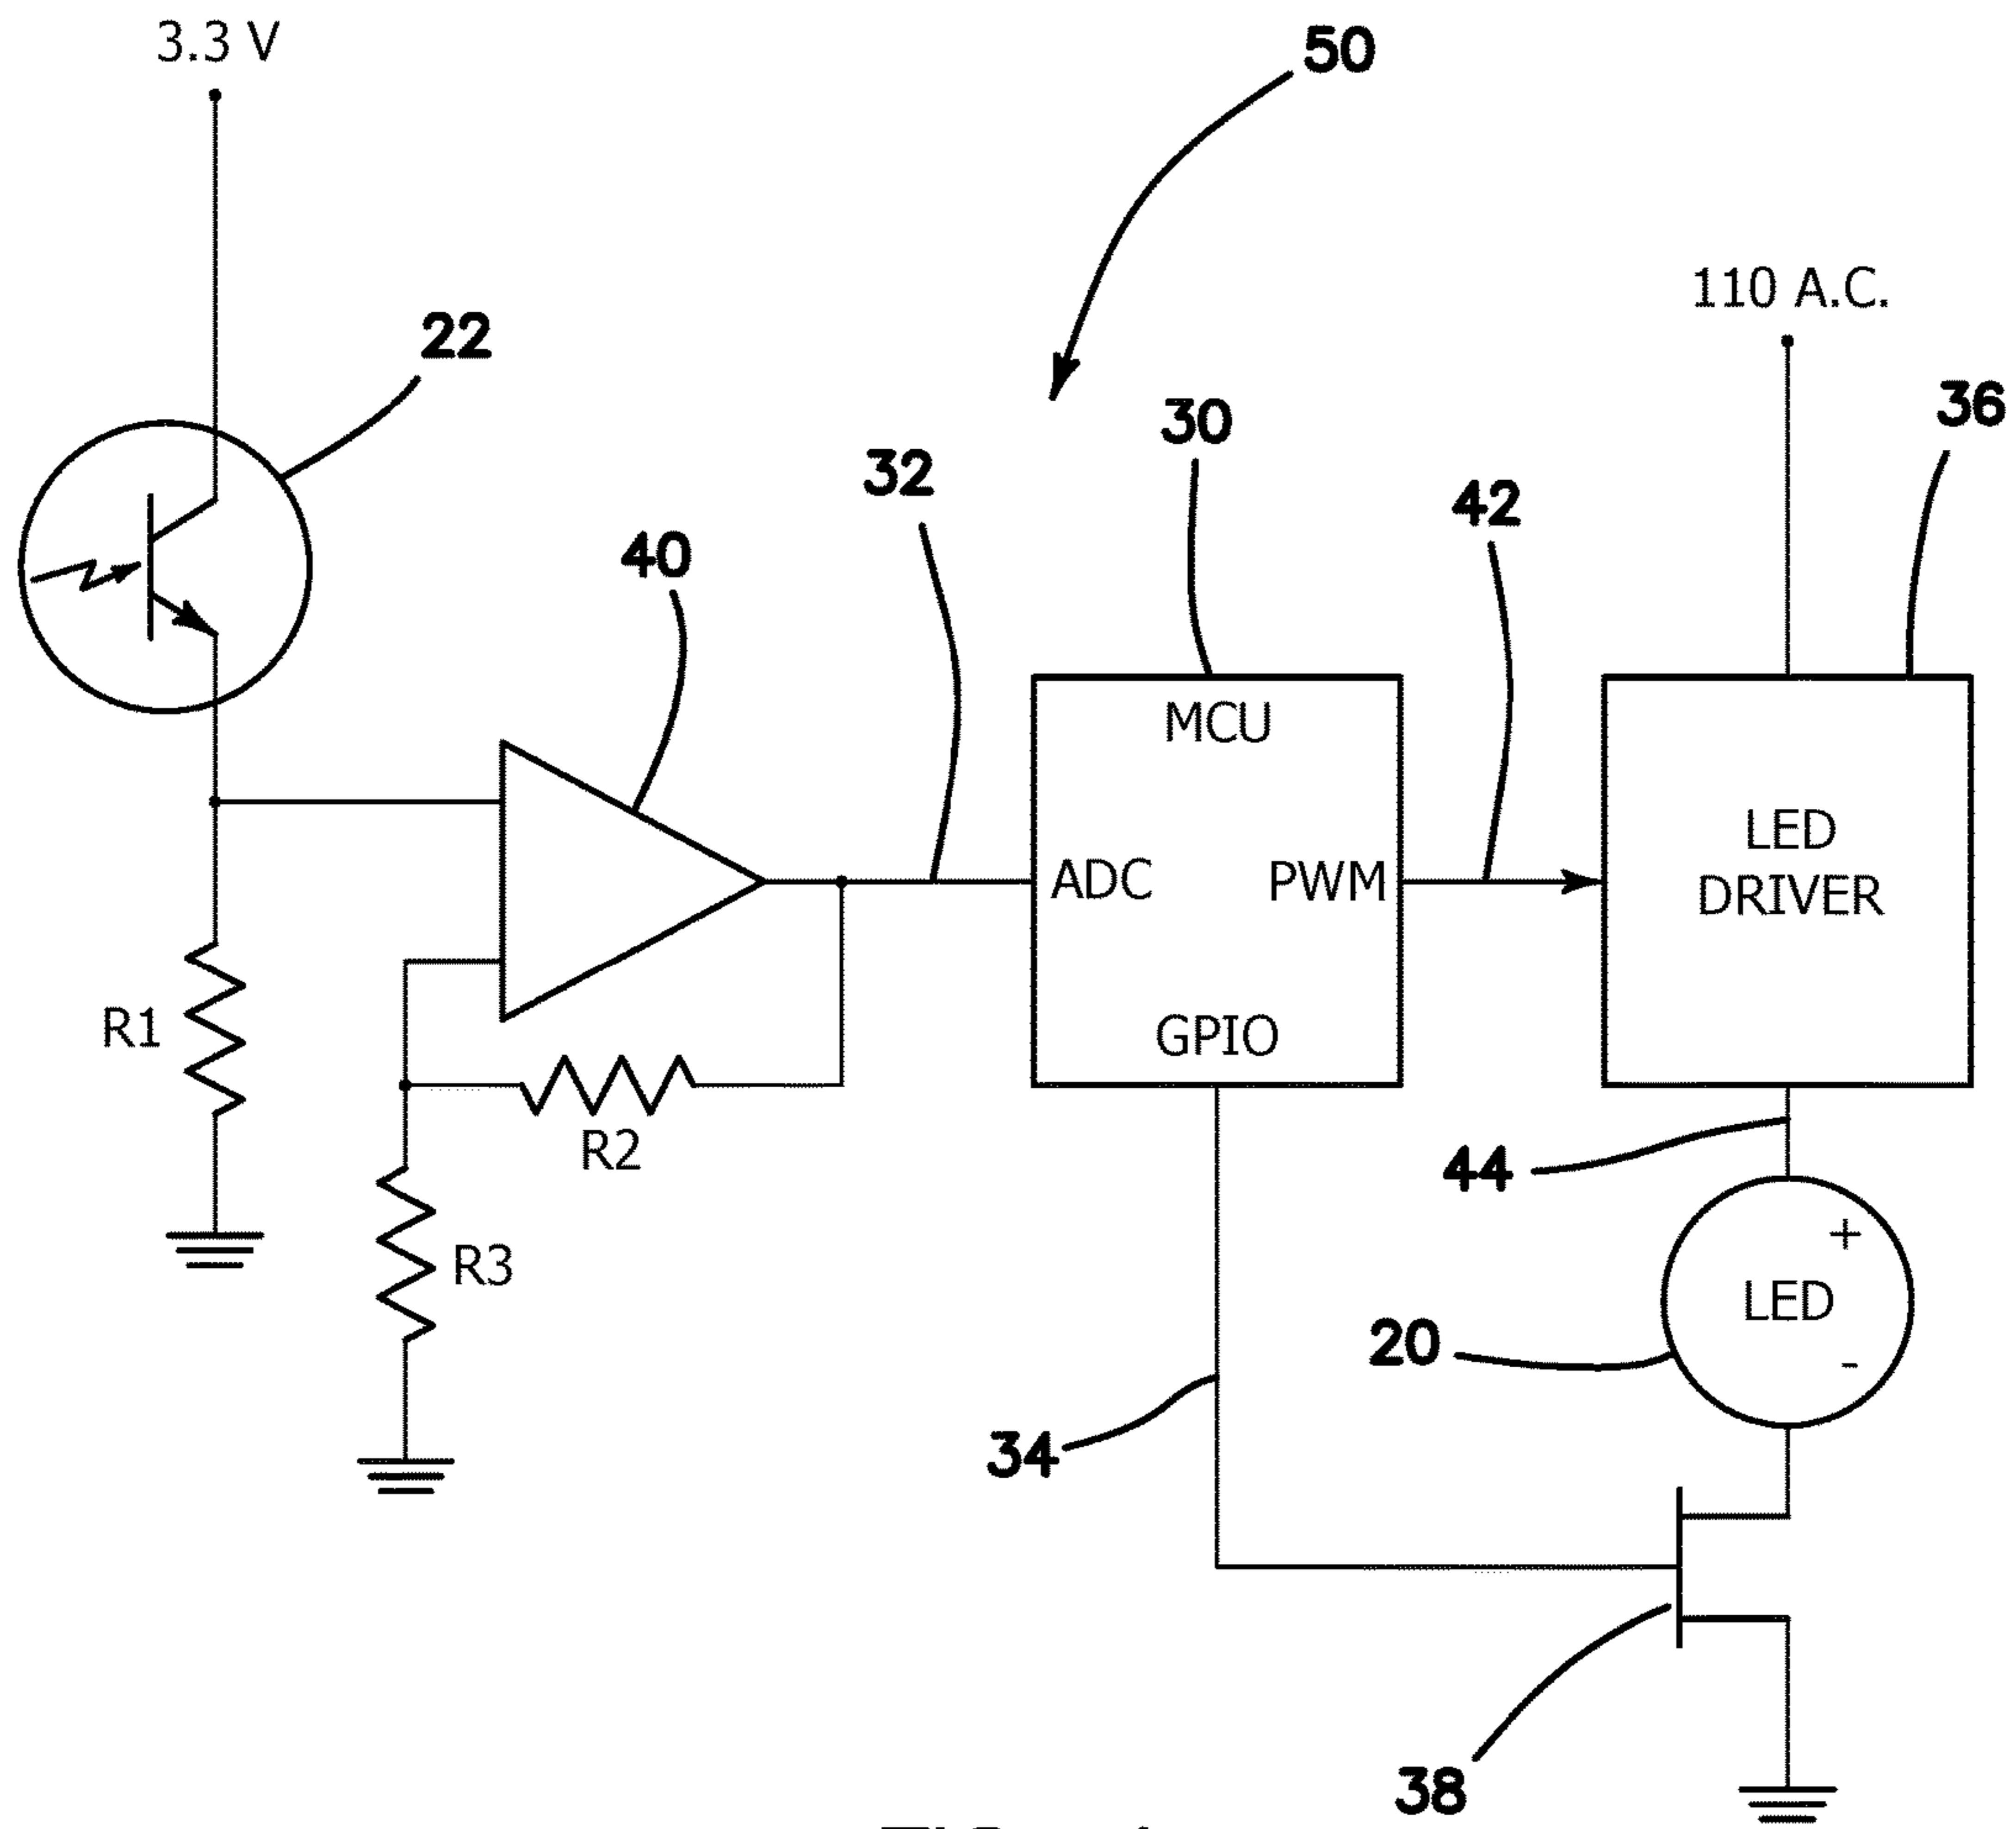 3.3 V
50
110 A.C.
22
36
30
32
42
40
MCU
LED
DRIVER
ADC
PWM
R1
GPIO
R2
44
R3
+
LED
20
-
34
38